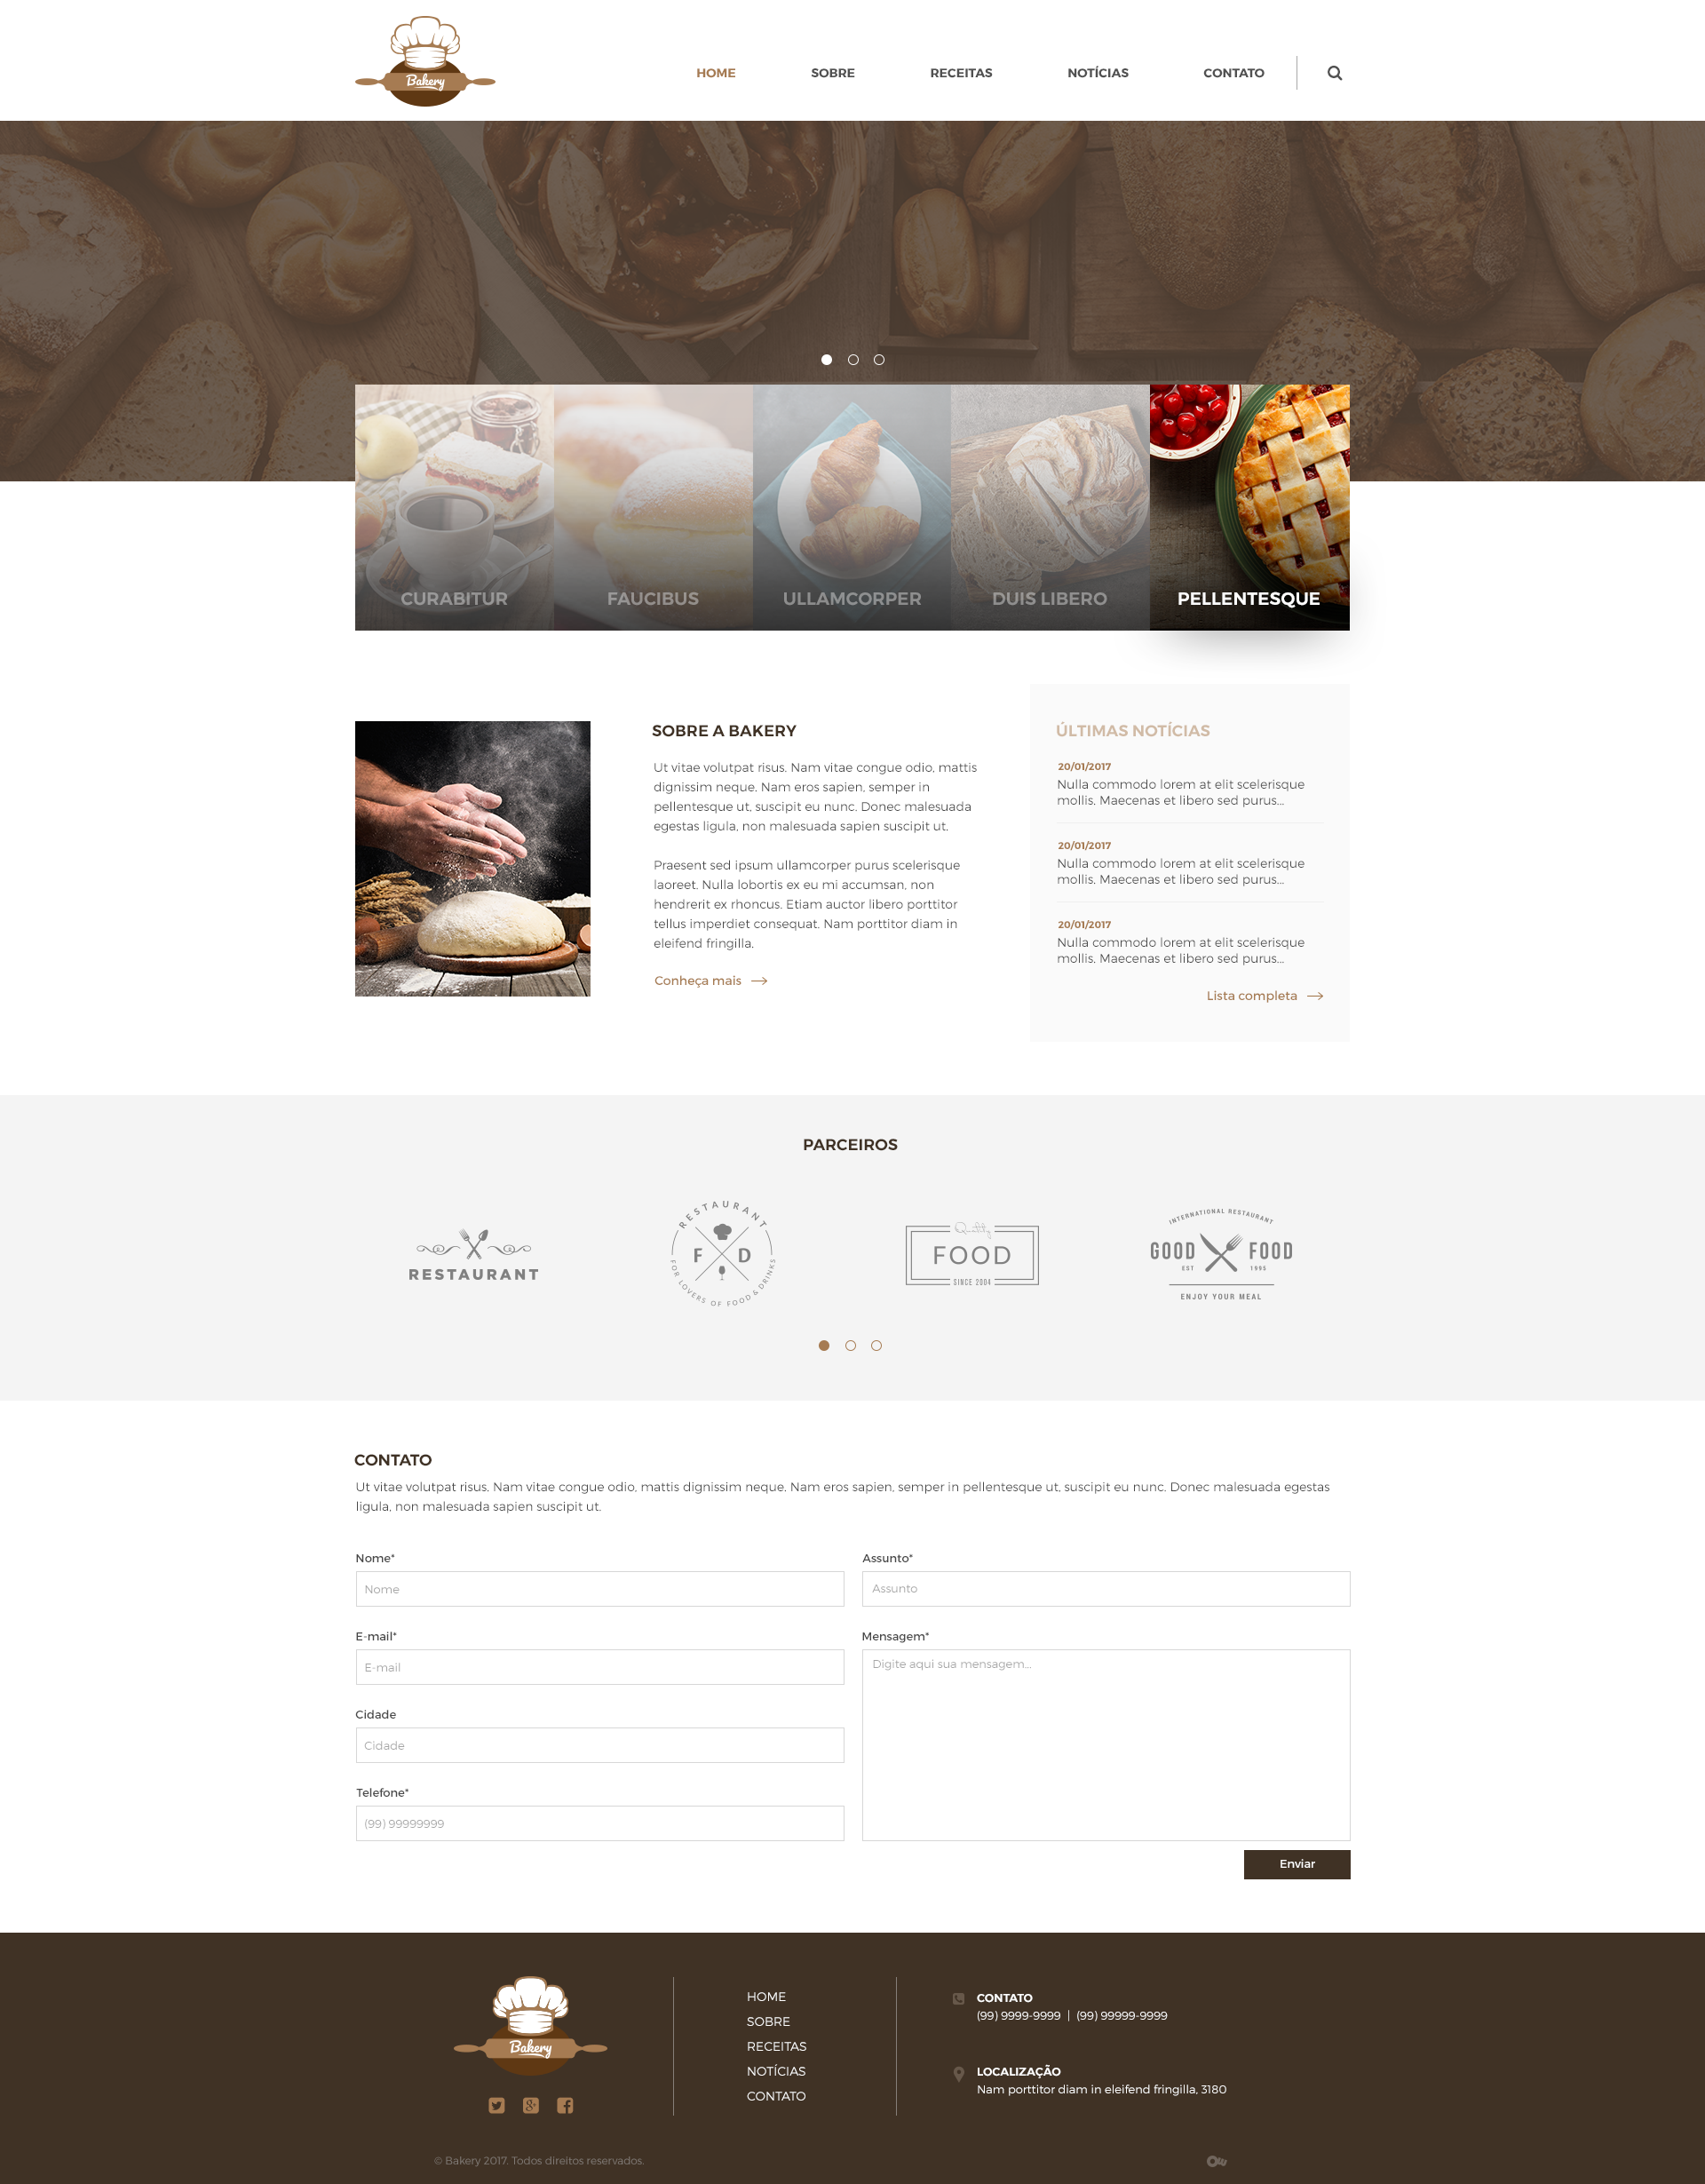 Bakery
HOME
SOBRE
RECEITAS
NOTÍCIAS
CONTATO
CURABITUR
FAUCIBUS
ULLAMCORPER
DUIS LIBERO
PELLENTESQUE
SOBRE A BAKERY
Ut vitae volutpat risus. Nam vitae congue odio, mattis
dignissim neque. Nam eros sapien, semper in
pellentesque ut, suscipit eu nunc. Donec malesuada
egestas ligula, non malesuada sapien suscipit ut.
Praesent sed ipsum ullamcorper purus scelerisque
laoreet. Nulla lobortis ex eu mi accumsan, non
hendrerit ex rhoncus. Etiam auctor libero porttitor
tellus imperdiet consequat. Nam porttitor diam in
eleifend fringilla.
Conheça mais
ÚLTIMAS NOTÍCIAS
20/01/2017
Nulla commodo lorem at elit scelerisque
mollis. Maecenas et libero sed purus...
20/01/2017
Nulla commodo lorem at elit scelerisque
mollis. Maecenas et libero sed purus...
20/01/2017
Nulla commodo lorem at elit scelerisque
mollis. Maecenas et libero sed purus...
Lista completa
PARCEIROS
RESTAURANT
RESTAURANT
F D
FOR LOVERS OF FOOD & DRINKS
FOOD
SINCE 2004
INTERNATIONAL RESTAURANT
GOOD FOOD
EST 1995
ENJOY YOUR MEAL
CONTATO
Ut vitae volutpat risus. Nam vitae congue odio, mattis dignissim neque. Nam eros sapien, semper in pellentesque ut, suscipit eu nunc. Donec malesuada egestas
ligula, non malesuada sapien suscipit ut.
Nome*
Nome
E-mail*
E-mail
Cidade
Cidade
Telefone*
(99) 99999999
Assunto*
Assunto
Mensagem*
Digite aqui sua mensagem...
Enviar
Bakery
HOME
SOBRE
RECEITAS
NOTÍCIAS
CONTATO
CONTATO
(99) 9999-9999 | (99) 99999-9999
LOCALIZAÇÃO
Nam porttitor diam in eleifend fringilla, 3180
© Bakery 2017. Todos direitos reservados.